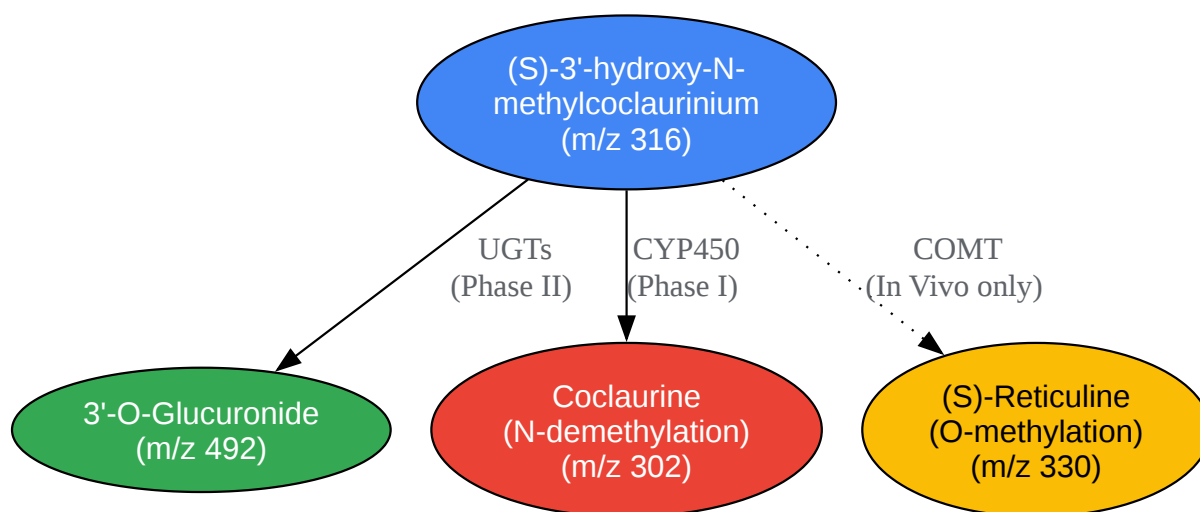 (S)-3'-hydroxy-N-
methylcoclaurinium
(m/z 316)
UGTs
(Phase II)
CYP450
(Phase I)
COMT
(In Vivo only)
3'-O-Glucuronide
(m/z 492)
Coclaurine
(N-demethylation)
(m/z 302)
(S)-Reticuline
(O-methylation)
(m/z 330)